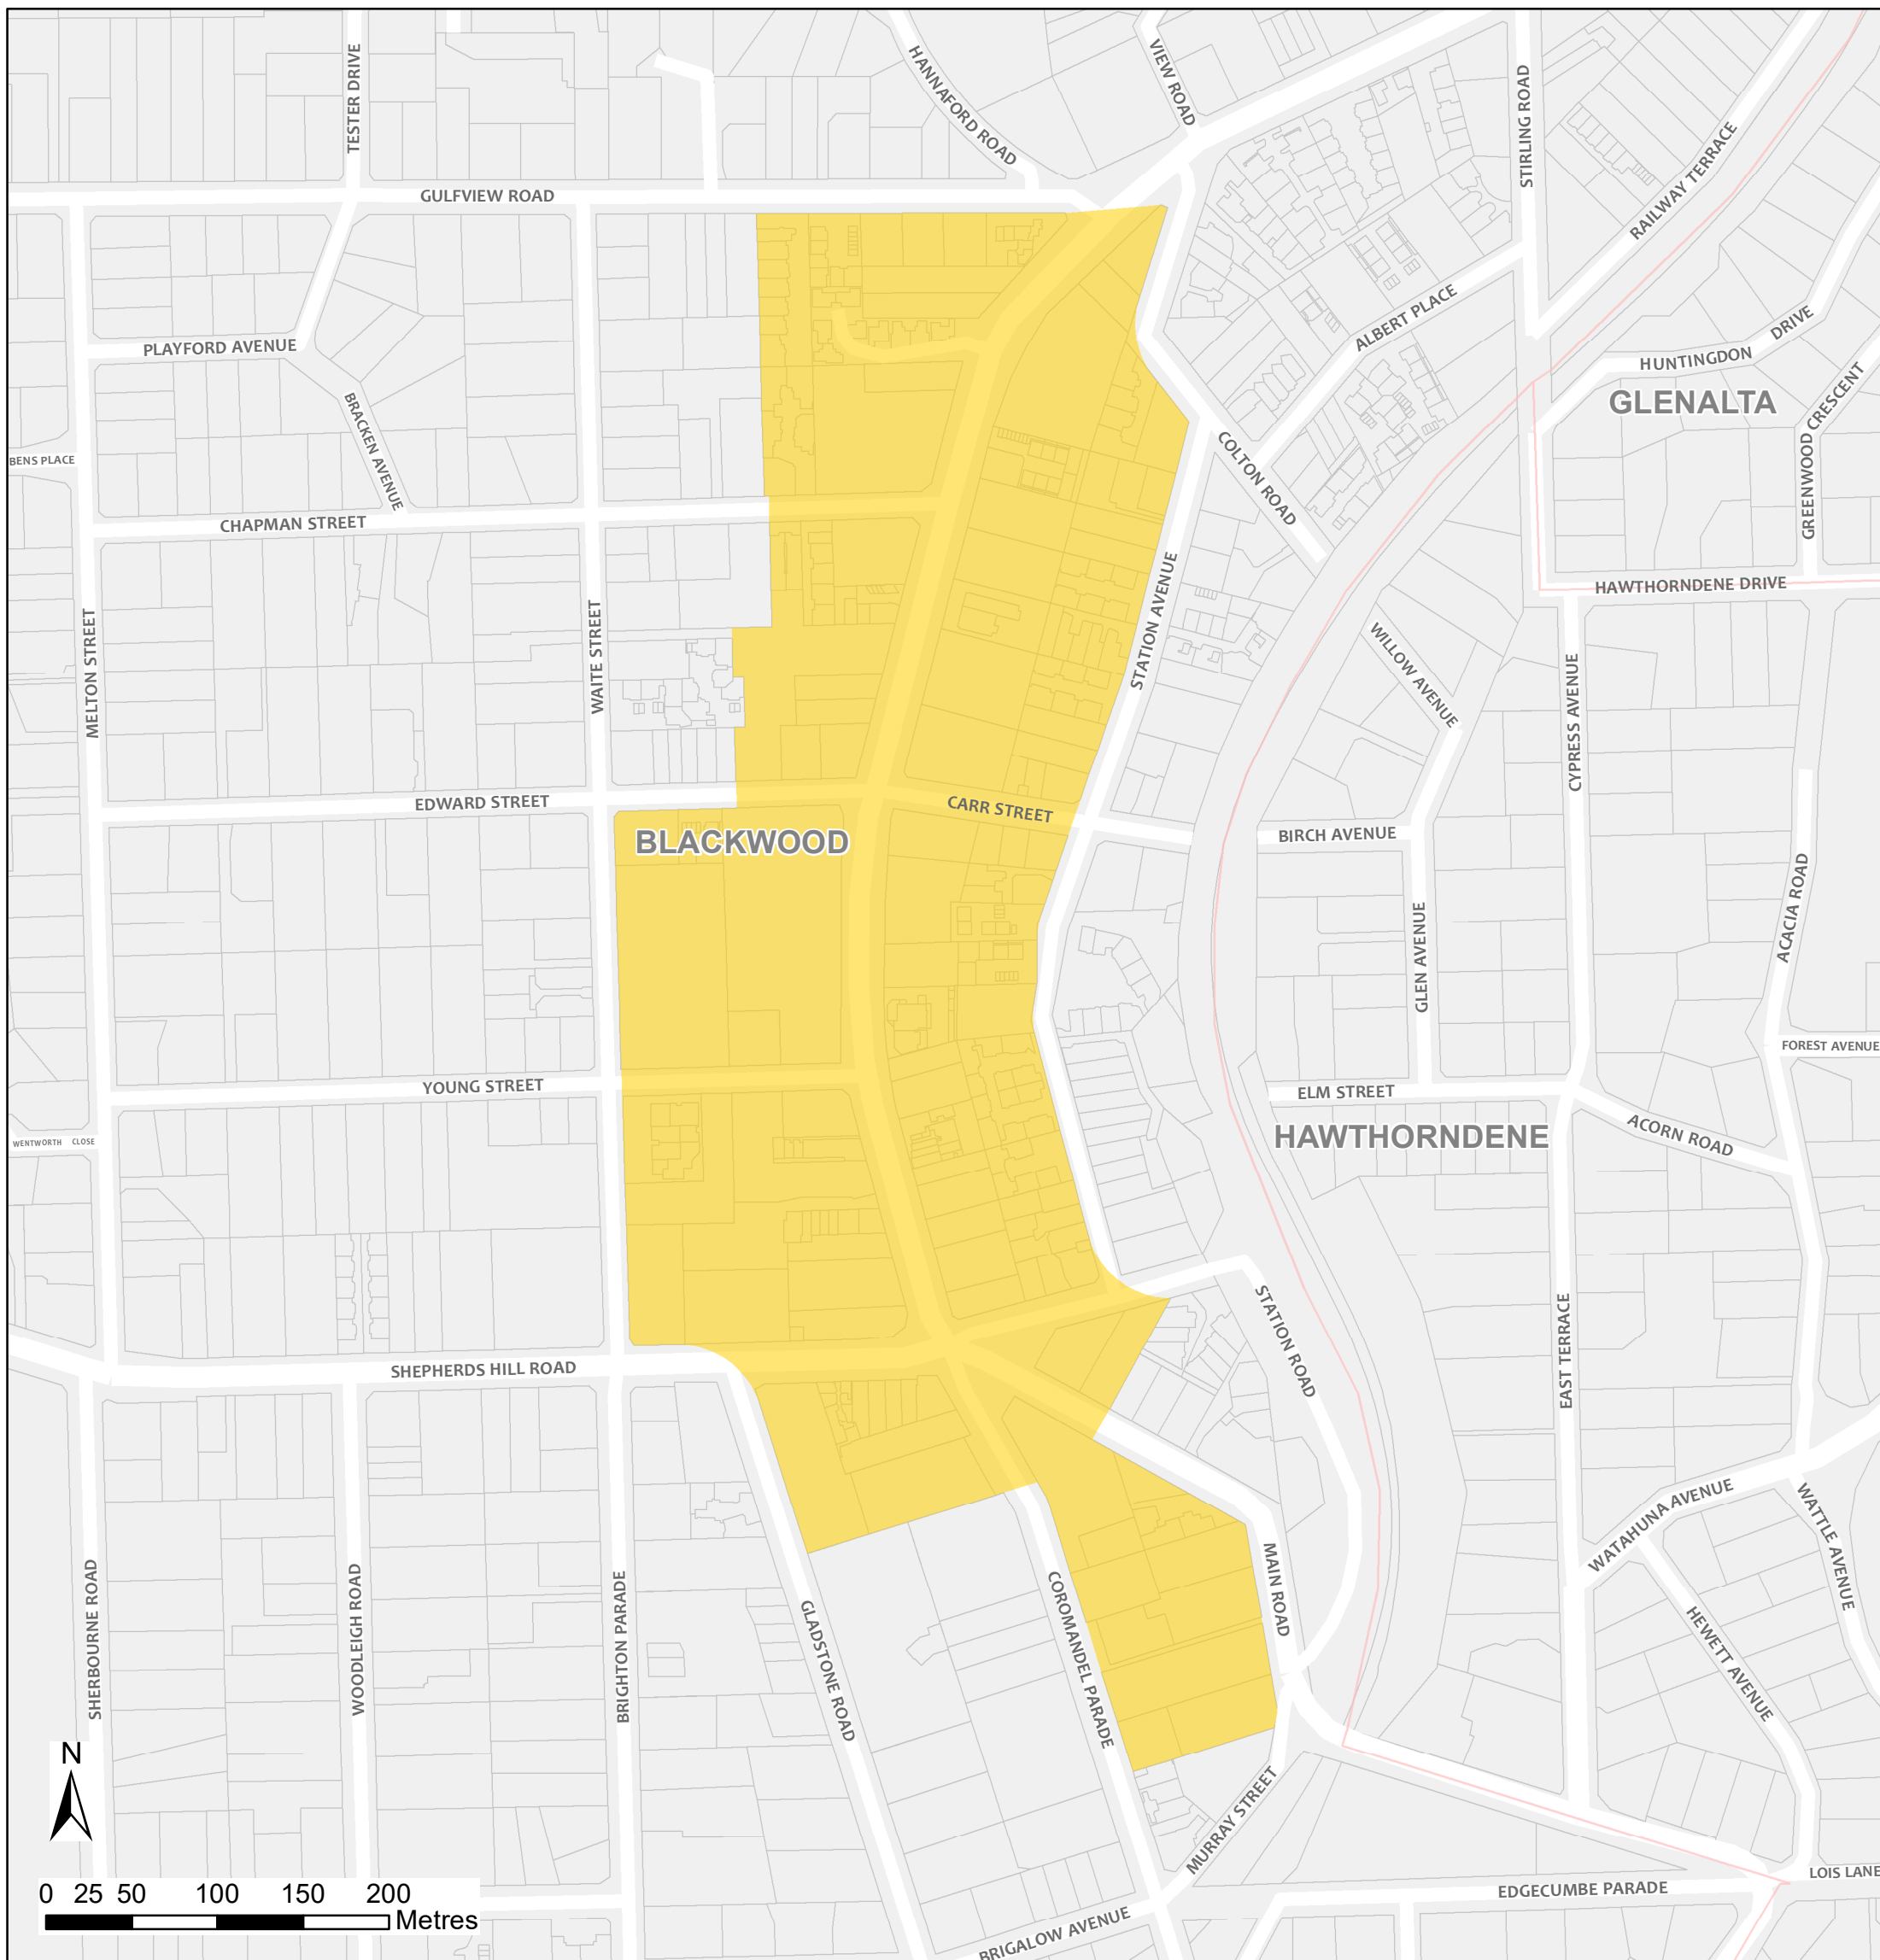 TESTER DRIVE
HANNAFORD ROAD
VIEW ROAD
STIRLING ROAD
RAILWAY TERRACE
GULFVIEW ROAD
ALBERT PLACE
HUNTINGDON
DRIVE
PLAYFORD AVENUE
GLENALTA
GREENWOOD CRESCENT
BRACKEN AVENUE
BENS PLACE
COLTON ROAD
CHAPMAN STREET
HAWTHORNDENE DRIVE
STATION AVENUE
MELTON STREET
WAITE STREET
WILLOW AVENUE
CYPRESS AVENUE
EDWARD STREET
CARR STREET
BLACKWOOD
BIRCH AVENUE
ACACIA ROAD
GLEN AVENUE
FOREST AVENUE
YOUNG STREET
ELM STREET
WENTWORTH CLOSE
HAWTHORNDENE
ACORN ROAD
STATION ROAD
EAST TERRACE
SHEPHERDS HILL ROAD
WATAHUNA AVENUE
WATTLE AVENUE
SHERBOURNE ROAD
WOODLEIGH ROAD
BRIGHTON PARADE
GLADSTONE ROAD
COROMANDEL PARADE
MAIN ROAD
HEWETT AVENUE
N
MURRAY STREET
LOIS LANE
EDGECUMBE PARADE
BRIGALOW AVENUE
0 25 50 100 150 200
Metres